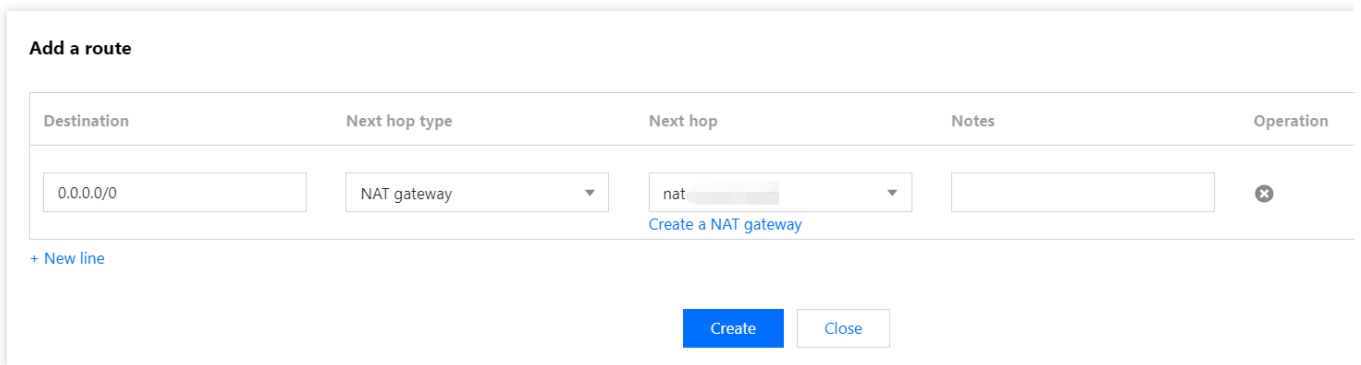 Add a route
Destination Next hop type Next hop Notes Operation
0.0.0.0/0 NAT gateway nat
Create a NAT gateway
+ New line
Create Close